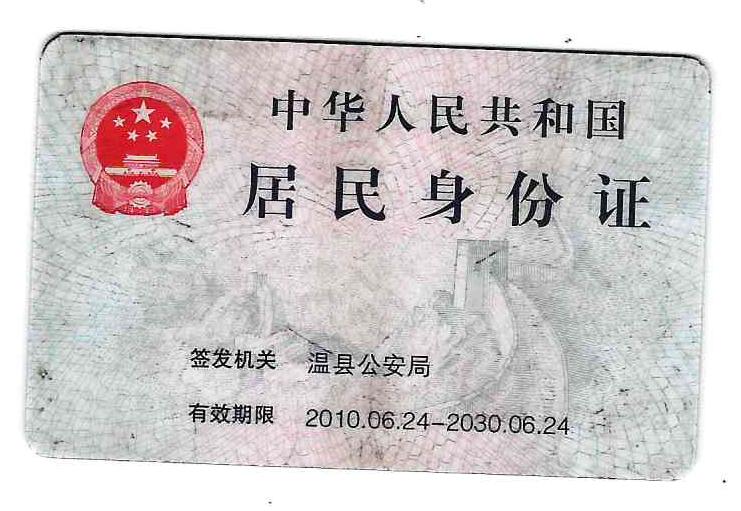 中华人民共和国
居民身份证
签发机关 温县公安局
有效期限 2010.06.24-2030.06.24